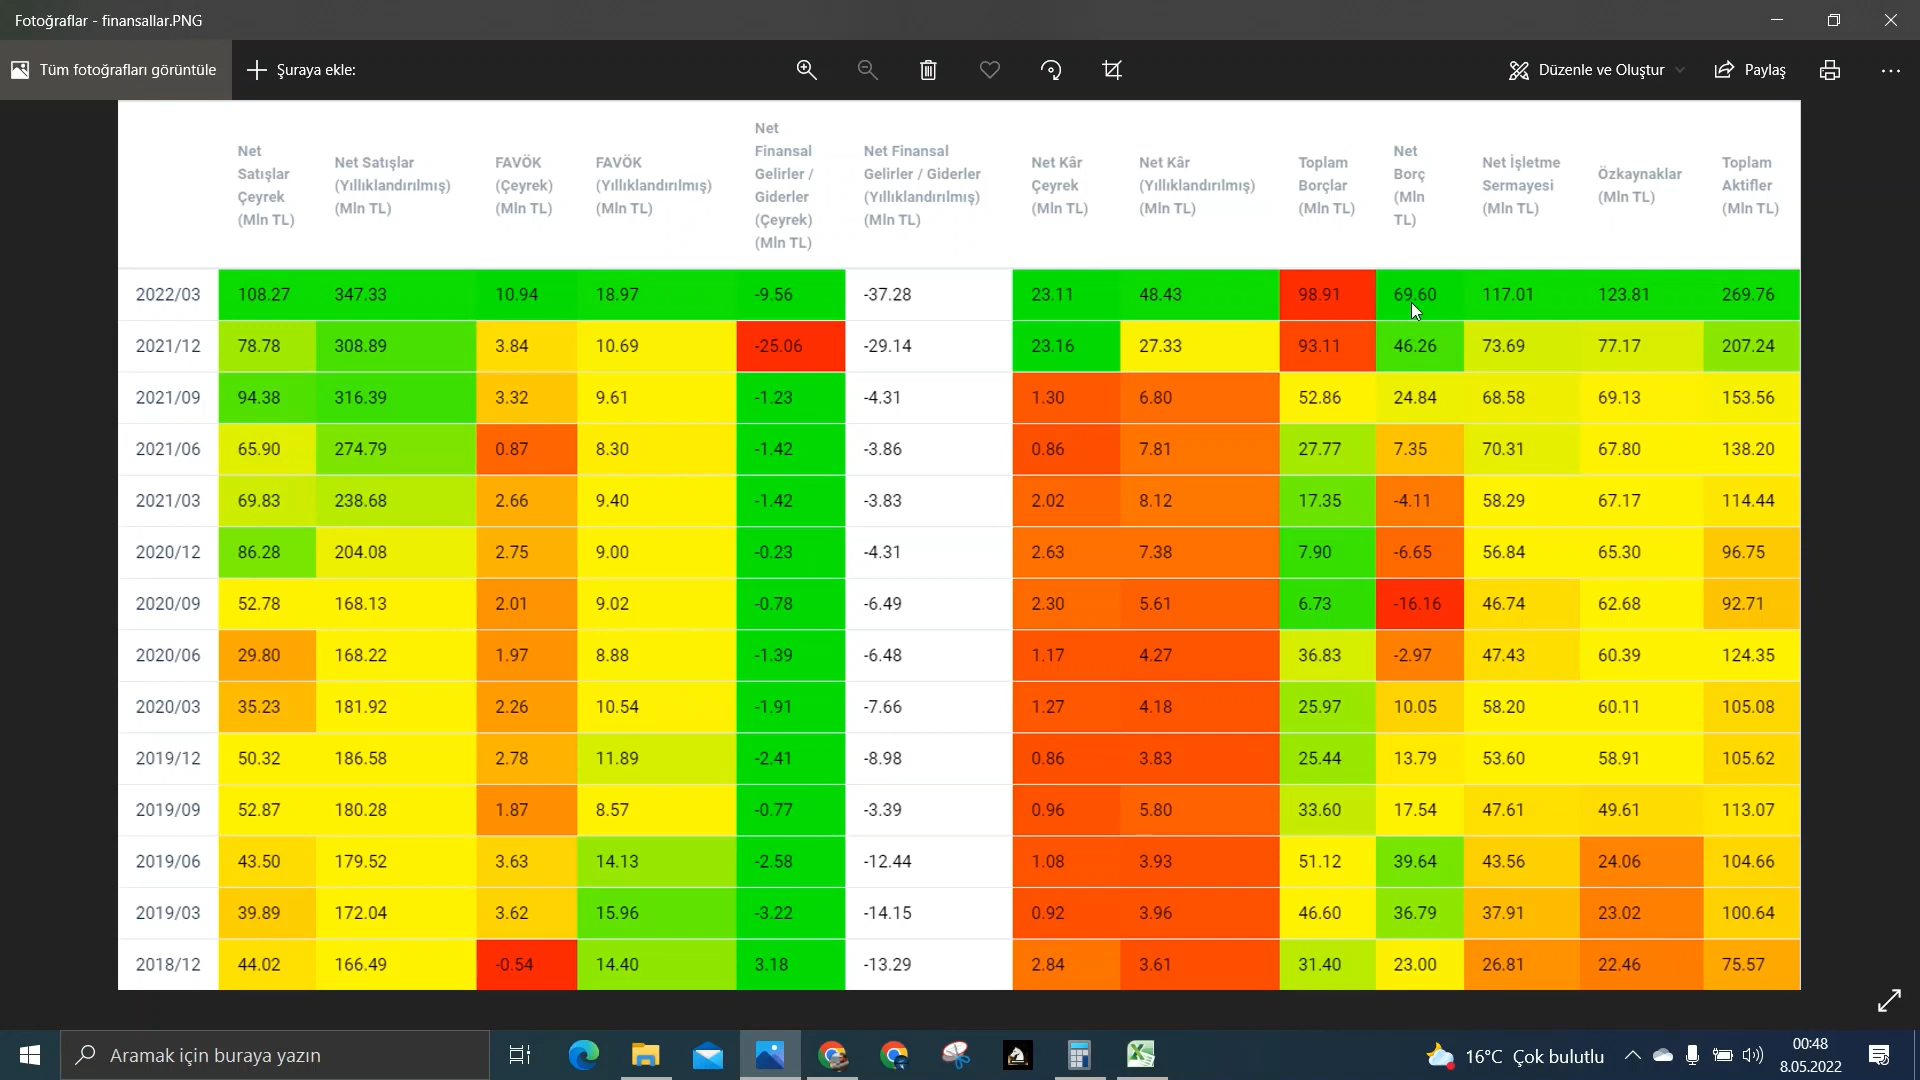 Fotoğraflar - finansallar.PNG
Tüm fotoğrafları görüntüle
Şuraya ekle:
Düzenle ve Oluştur
Paylaş
Net Satışlar Çeyrek (Mln TL)
Net Satışlar (Yıllıklandırılmış) (Mln TL)
FAVÖK (Çeyrek) (Mln TL)
FAVÖK (Yıllıklandırılmış) (Mln TL)
Net Finansal Gelirler / Giderler (Çeyrek) (Mln TL)
Net Finansal Gelirler / Giderler (Yıllıklandırılmış) (Mln TL)
Net Kâr Çeyrek (Mln TL)
Net Kâr (Yıllıklandırılmış) (Mln TL)
Toplam Borçlar (Mln TL)
Net Borç (Mln TL)
Net İşletme Sermayesi (Mln TL)
Özkaynaklar (Mln TL)
Toplam Aktifler (Mln TL)
2022/03 108.27 347.33 10.94 18.97 -9.56 -37.28 23.11 48.43 98.91 69.60 117.01 123.81 269.76
2021/12 78.78 308.89 3.84 10.69 -25.06 -29.14 23.16 27.33 93.11 46.26 73.69 77.17 207.24
2021/09 94.38 316.39 3.32 9.61 -1.23 -4.31 1.30 6.80 52.86 24.84 68.58 69.13 153.56
2021/06 65.90 274.79 0.87 8.30 -1.42 -3.86 0.86 7.81 27.77 7.35 70.31 67.80 138.20
2021/03 69.83 238.68 2.66 9.40 -1.42 -3.83 2.02 8.12 17.35 -4.11 58.29 67.17 114.44
2020/12 86.28 204.08 2.75 9.00 -0.23 -4.31 2.63 7.38 7.90 -6.65 56.84 65.30 96.75
2020/09 52.78 168.13 2.01 9.02 -0.78 -6.49 2.30 5.61 6.73 -16.16 46.74 62.68 92.71
2020/06 29.80 168.22 1.97 8.88 -1.39 -6.48 1.17 4.27 36.83 -2.97 47.43 60.39 124.35
2020/03 35.23 181.92 2.26 10.54 -1.91 -7.66 1.27 4.18 25.97 10.05 58.20 60.11 105.08
2019/12 50.32 186.58 2.78 11.89 -2.41 -8.98 0.86 3.83 25.44 13.79 53.60 58.91 105.62
2019/09 52.87 180.28 1.87 8.57 -0.77 -3.39 0.96 5.80 33.60 17.54 47.61 49.61 113.07
2019/06 43.50 179.52 3.63 14.13 -2.58 -12.44 1.08 3.93 51.12 39.64 43.56 24.06 104.66
2019/03 39.89 172.04 3.62 15.96 -3.22 -14.15 0.92 3.96 46.60 36.79 37.91 23.02 100.64
2018/12 44.02 166.49 -0.54 14.40 3.18 -13.29 2.84 3.61 31.40 23.00 26.81 22.46 75.57
Aramak için buraya yazın
16°C Çok bulutlu
00:48
8.05.2022